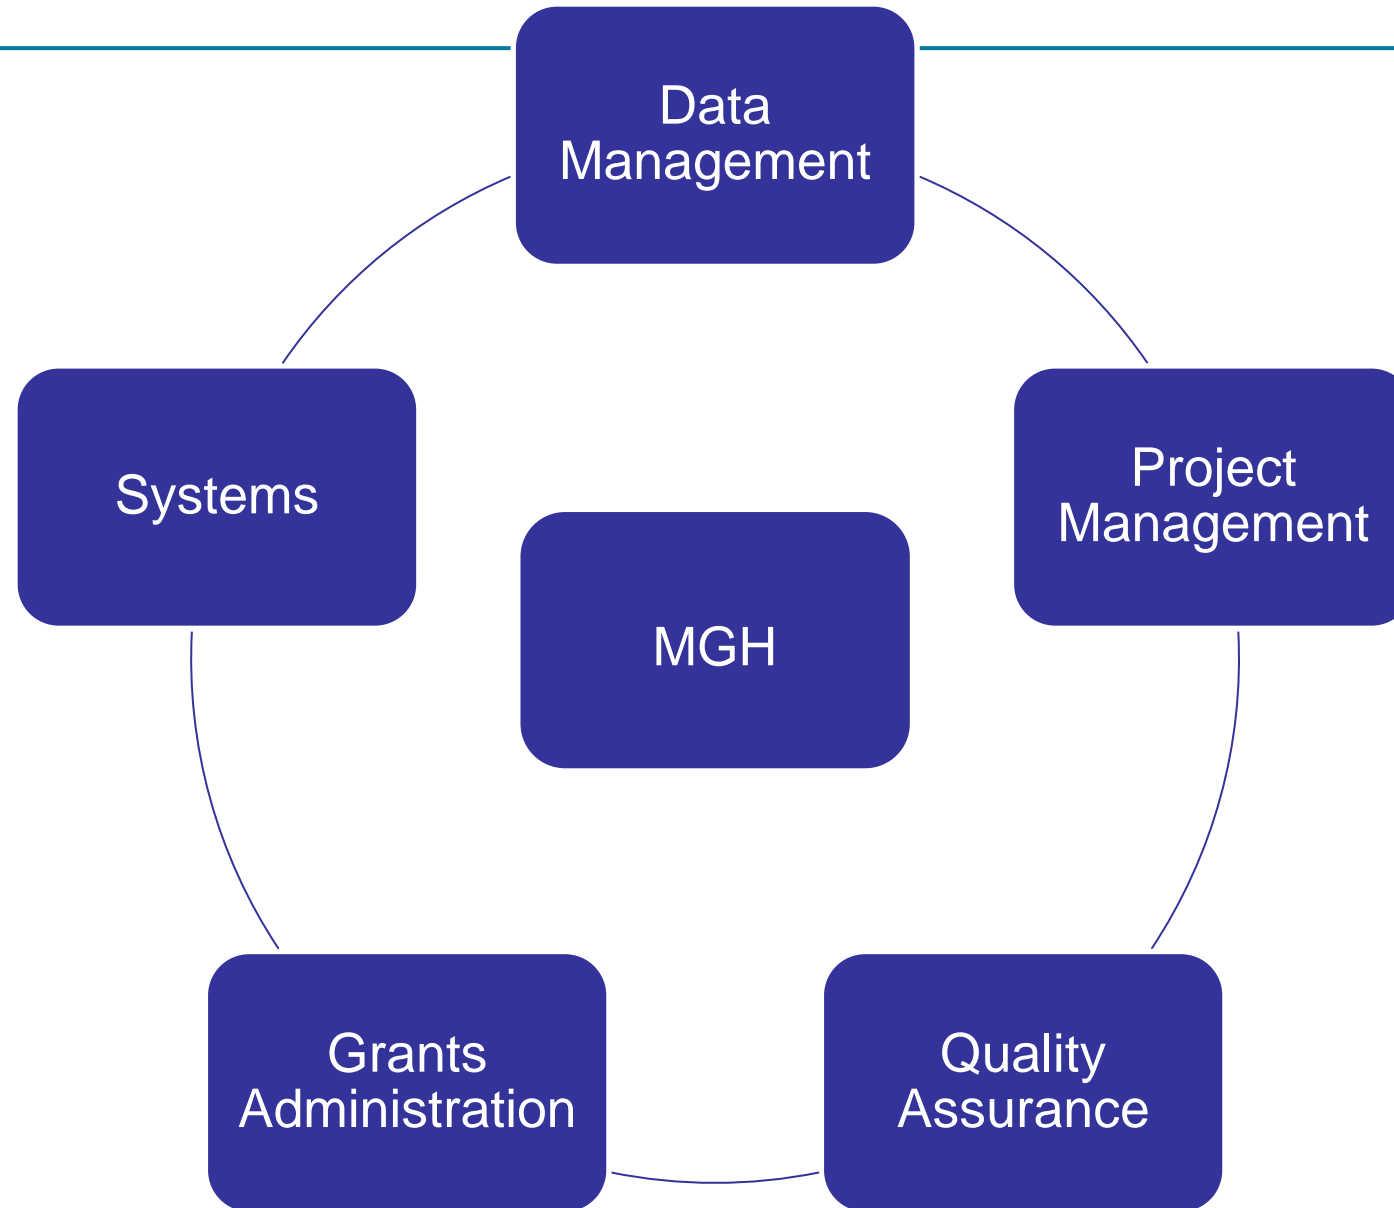 Data
Management
Systems
Project
Management
MGH
Grants
Administration
Quality
Assurance